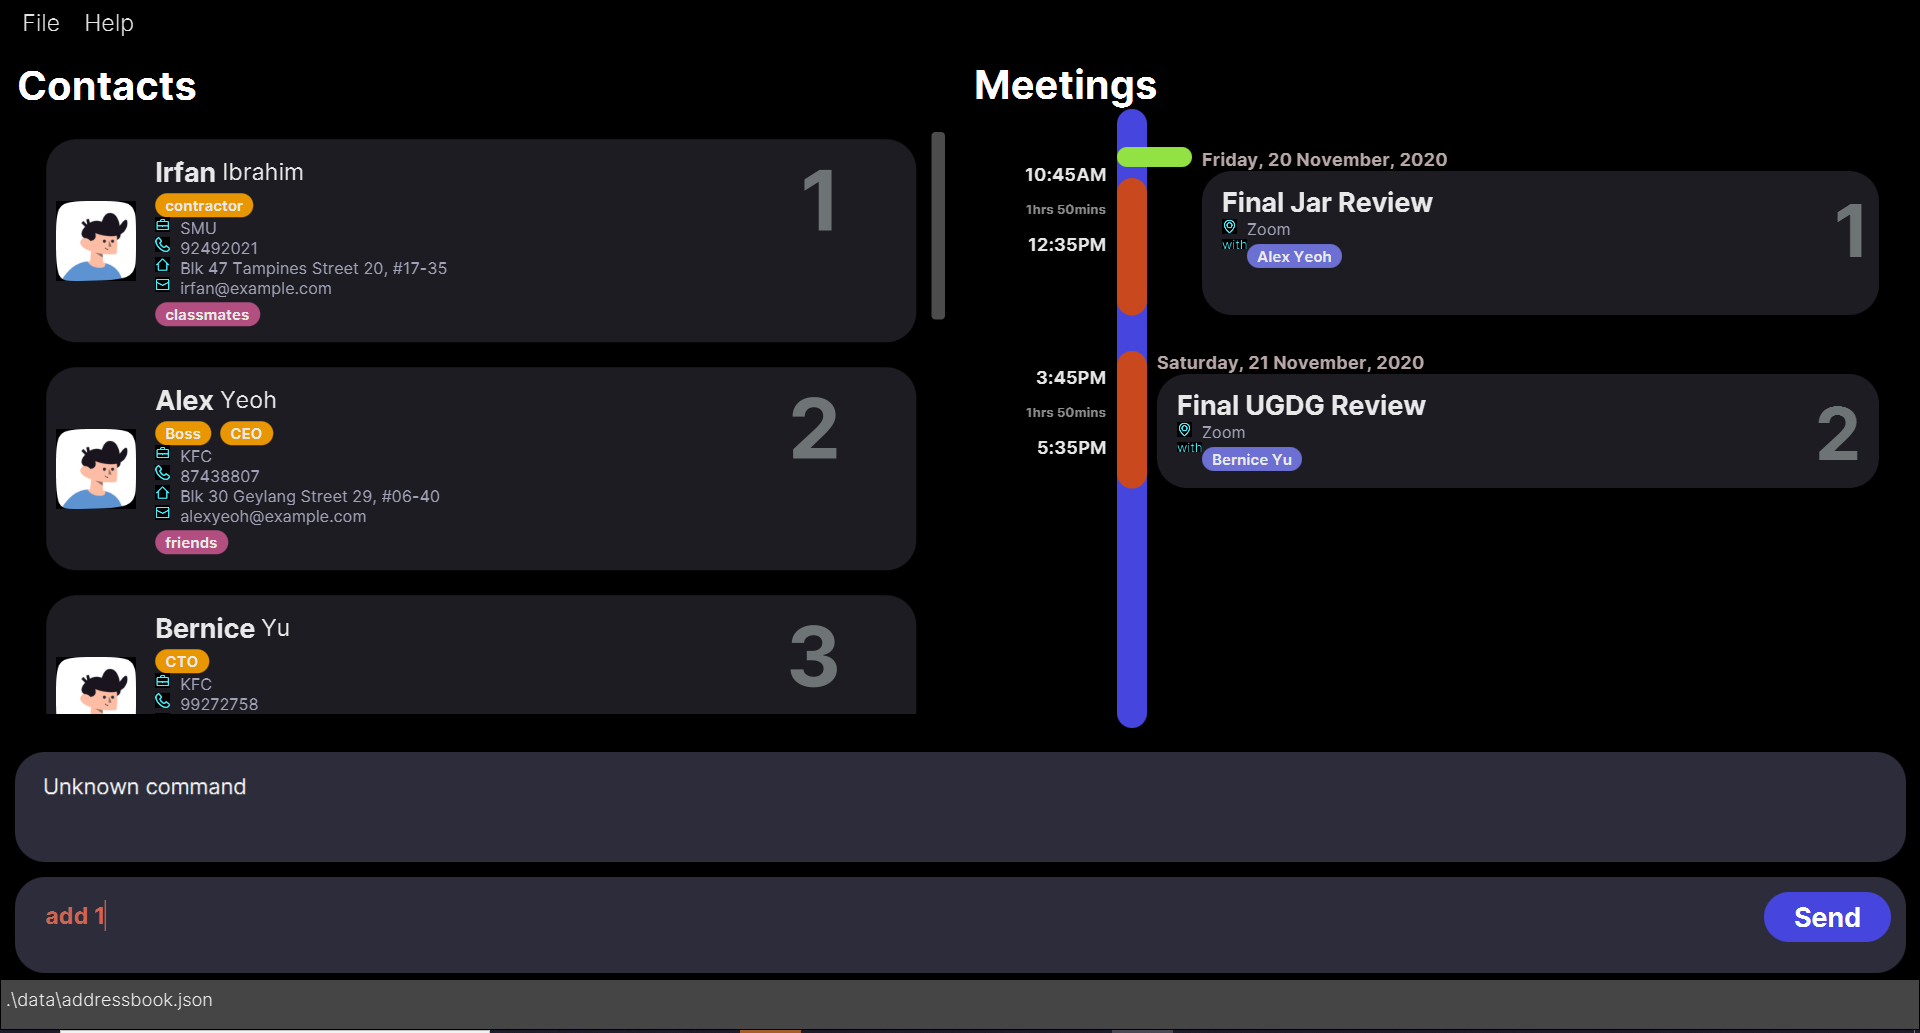 File Help
Contacts
Irfan Ibrahim
1
contractor
SMU
92492021
Blk 47 Tampines Street 20, #17-35
irfan@example.com
classmates
Alex Yeoh
2
Boss CEO
KFC
87438807
Blk 30 Geylang Street 29, #06-40
alexyeoh@example.com
friends
Bernice Yu
3
CTO
KFC
99272758
Meetings
Friday, 20 November, 2020
10:45AM
1hrs 50mins
12:35PM
Final Jar Review
1
Zoom
with
Alex Yeoh
Saturday, 21 November, 2020
3:45PM
1hrs 50mins
5:35PM
Final UGDG Review
2
Zoom
with
Bernice Yu
Unknown command
add 1
Send
.\data\addressbook.json